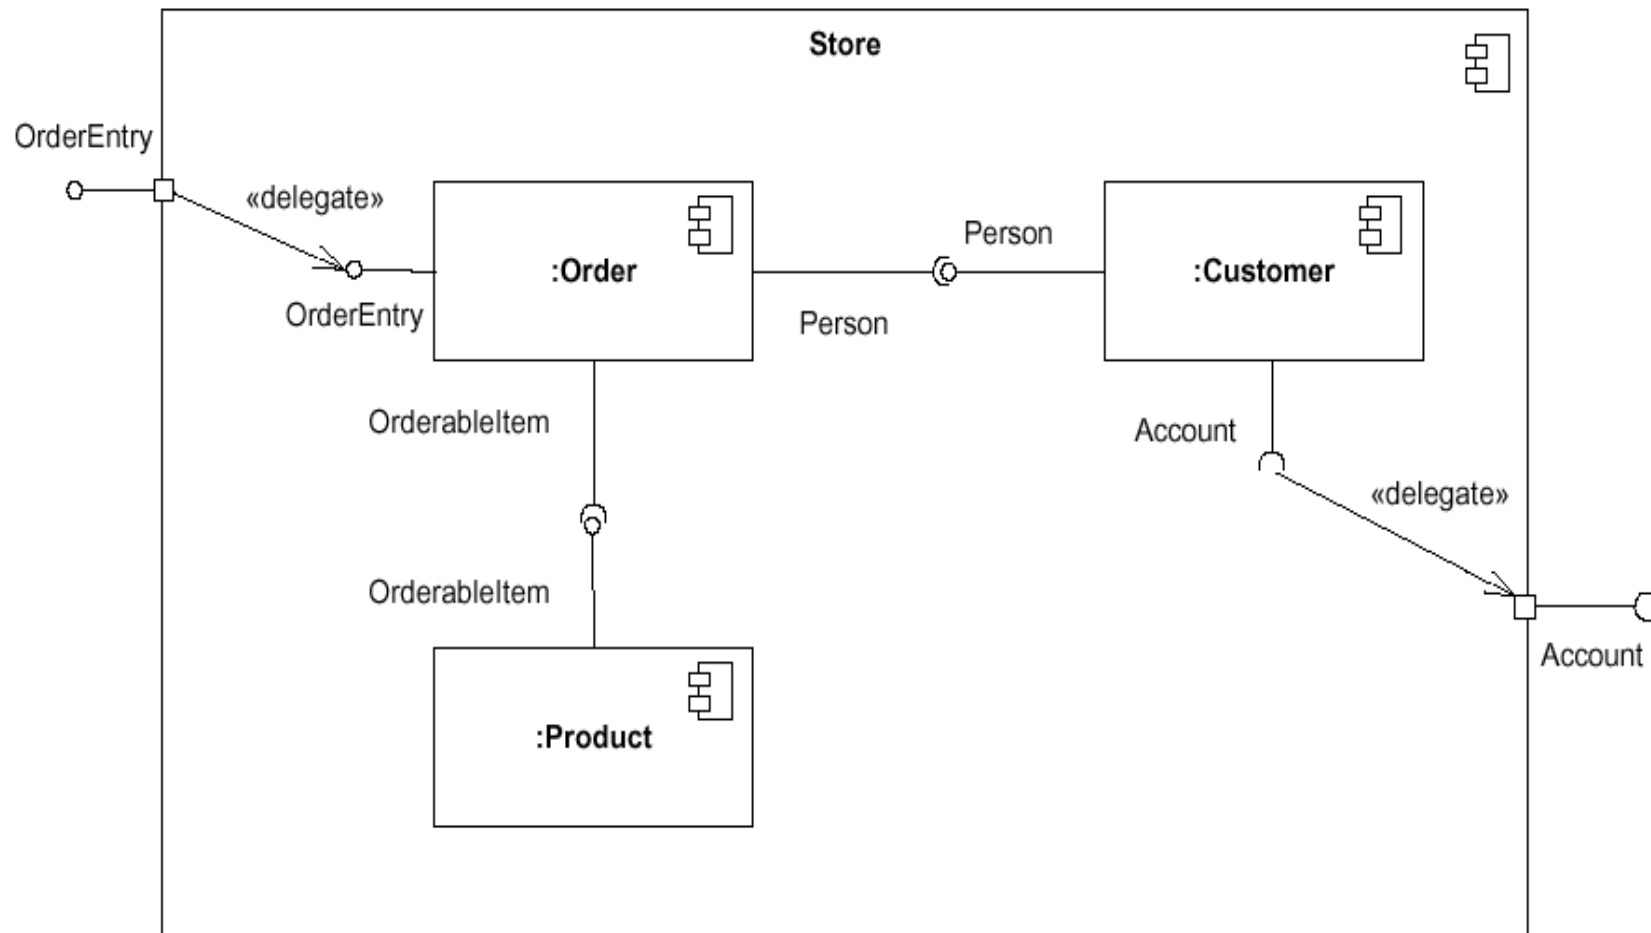 Store
OrderEntry
«delegate»
Person
:Order
:Customer
OrderEntry
Person
OrderableItem
Account
«delegate»
OrderableItem
Account
:Product